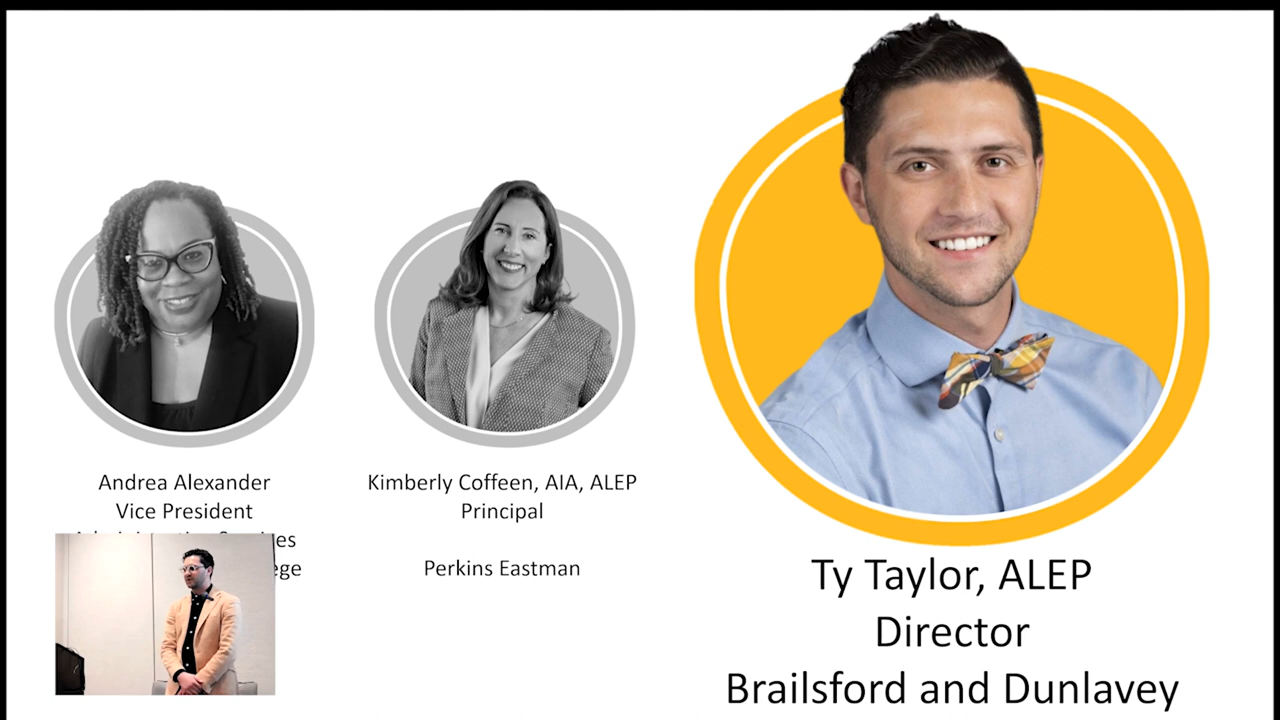 Andrea Alexander
Vice President
Kimberly Coffeen, AIA, ALEP
Principal
Perkins Eastman
Ty Taylor, ALEP
Director
Brailsford and Dunlavey